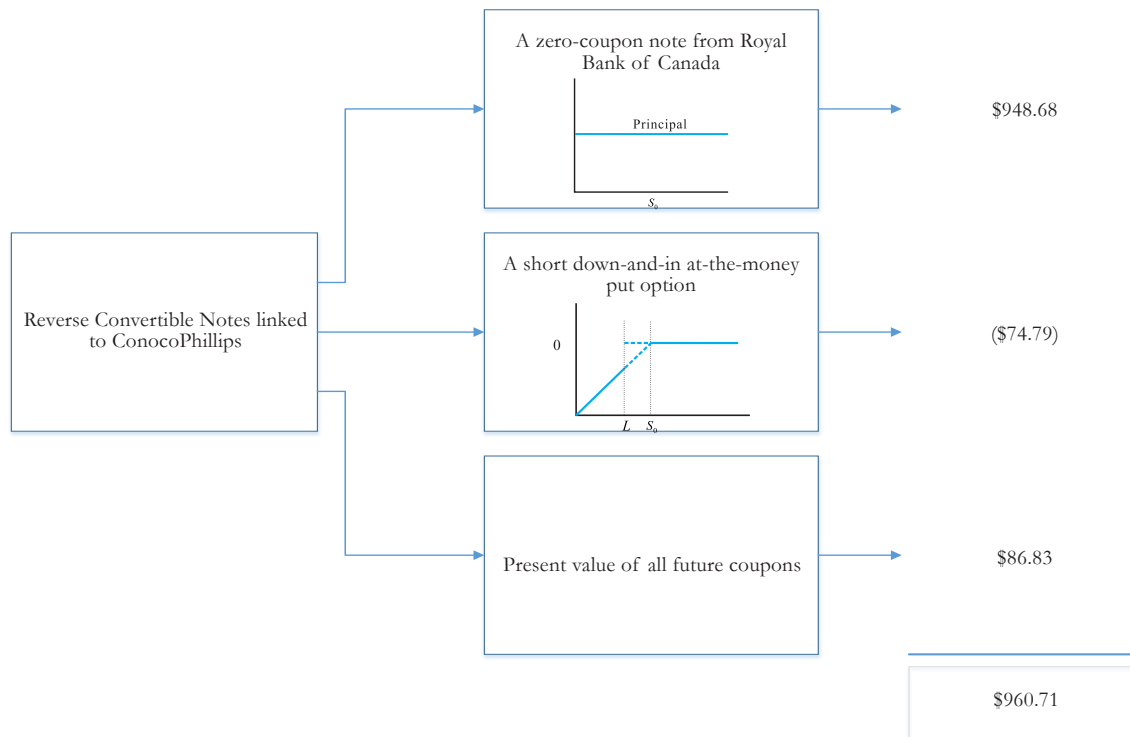 A zero-coupon note from Royal
Bank of Canada
Principal
S₀
$948.68
Reverse Convertible Notes linked
to ConocoPhillips
A short down-and-in at-the-money
put option
0
L S₀
($74.79)
Present value of all future coupons
$86.83
$960.71